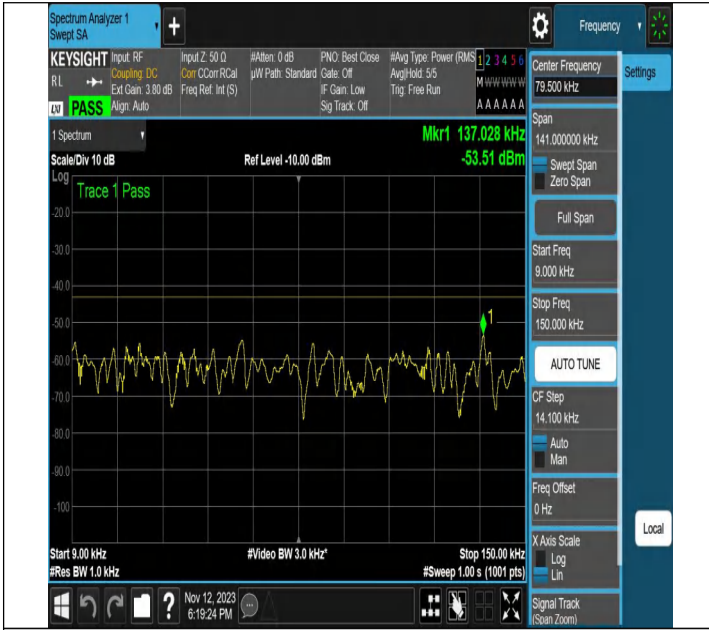 Spectrum Analyzer 1
Swept SA
+
Frequency
KEYSIGHT
RL
LXI
PASS
Input: RF
Coupling: DC
Ext Gain: 3.80 dB
Align: Auto
Input Z: 50 Ω
Corr CCorr RCal
Freq Ref: Int (S)
#Atten: 0 dB
µW Path: Standard
PNO: Best Close
Gate: Off
IF Gain: Low
Sig Track: Off
#Avg Type: Power (RMS
Avg|Hold: 5/5
Trig: Free Run
1 2 3 4 5 6
M W W W W W
A A A A A A
1 Spectrum
Scale/Div 10 dB
Ref Level -10.00 dBm
Mkr1 137.028 kHz
-53.51 dBm
Log
Trace 1 Pass
-20.0
-30.0
-40.0
-50.0
-60.0
-70.0
-80.0
-90.0
-100
1
Start 9.00 kHz
#Res BW 1.0 kHz
#Video BW 3.0 kHz*
Stop 150.00 kHz
#Sweep 1.00 s (1001 pts)
?
Nov 12, 2023
6:19:24 PM
Center Frequency
79.500 kHz
Settings
Span
141.000000 kHz
Swept Span
Zero Span
Full Span
Start Freq
9.000 kHz
Stop Freq
150.000 kHz
AUTO TUNE
CF Step
14.100 kHz
Auto
Man
Freq Offset
0 Hz
X Axis Scale
Log
Lin
Signal Track
(Span Zoom)
Local